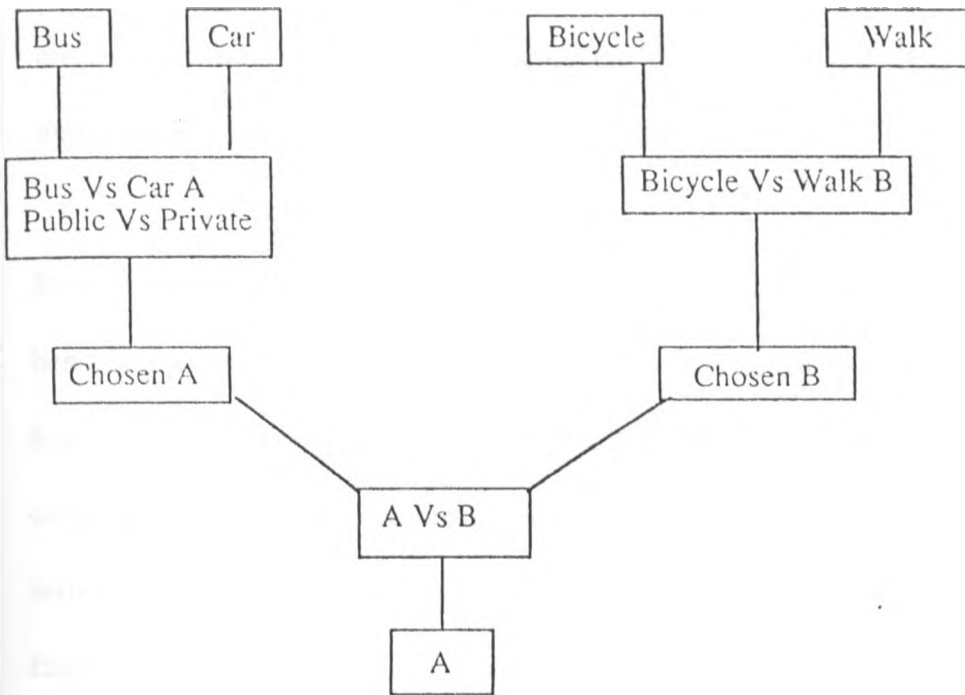 Bus
Car
Bicycle
Walk
Bus Vs Car A
Public Vs Private
Bicycle Vs Walk B
Chosen A
Chosen B
A Vs B
A